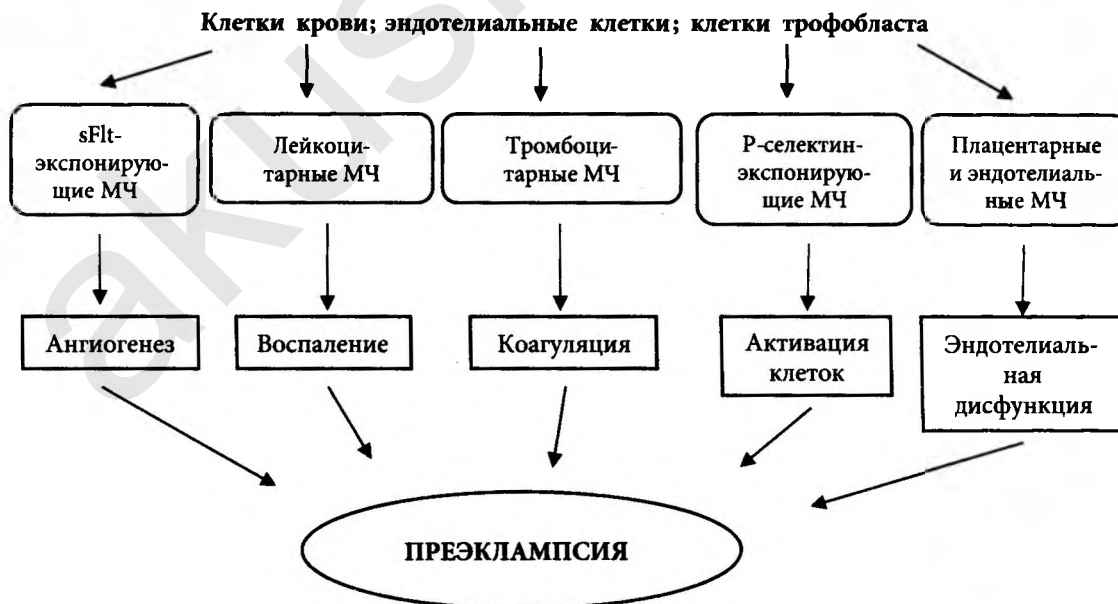 Клетки крови; эндотелиальные клетки; клетки трофобласта
sFlt-
экспонирую-
щие МЧ
Лейкоци-
тарные МЧ
Тромбоци-
тарные МЧ
Р-селектин-
экспонирую-
щие МЧ
Плацентарные
и эндотелиаль-
ные МЧ
Ангиогенез
Воспаление
Коагуляция
Активация
клеток
Эндотелиаль-
ная
дисфункция
ПРЕЭКЛАМПСИЯ
akus